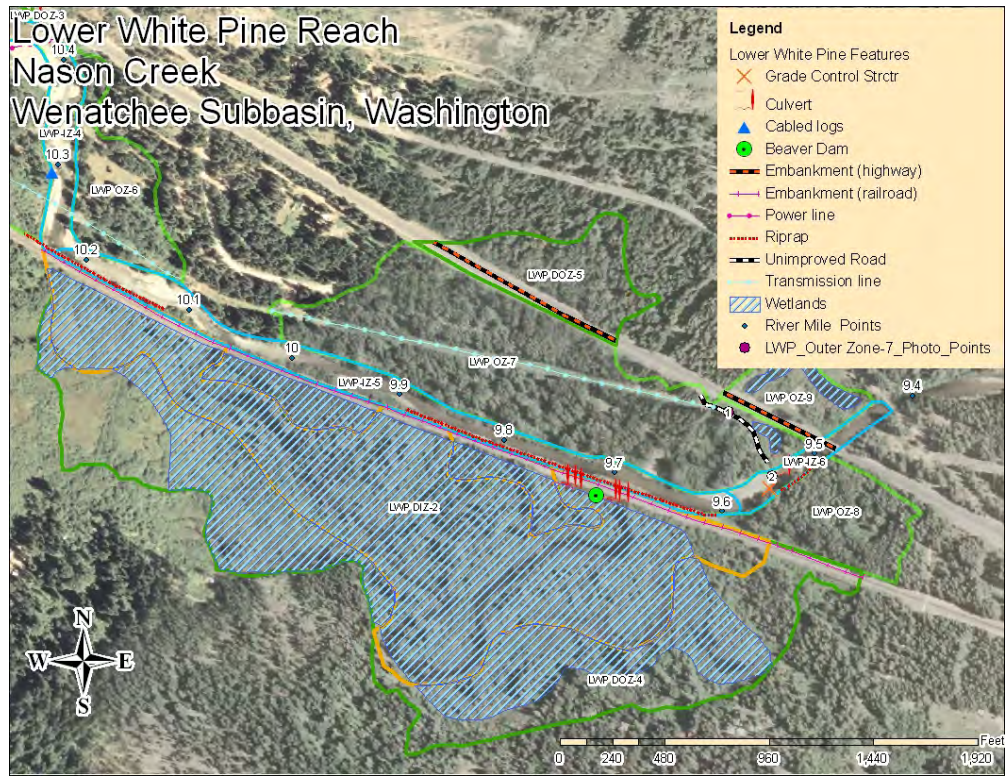 LWP DOZ-3
Lower White Pine Reach
10.4
Nason Creek
Wenatchee Subbasin, Washington
LWP-IZ-4
10.3
LWP OZ-6
10.2
10.1
10
LWP DOZ-5
LWP OZ-7
LWP-IZ-5
9.9
9.8
9.7
9.6
LWP OZ-9
9.4
1
9.5
LWP-IZ-6
2
LWP OZ-8
LWP DIZ-2
LWP DOZ-4
Legend
Lower White Pine Features
Grade Control Strctr
Culvert
Cabled logs
Beaver Dam
Embankment (highway)
Embankment (railroad)
Power line
Riprap
Unimproved Road
Transmission line
Wetlands
River Mile Points
LWP_Outer Zone-7_Photo_Points
N
W E
S
Feet
0 240 480 960 1,440 1,920